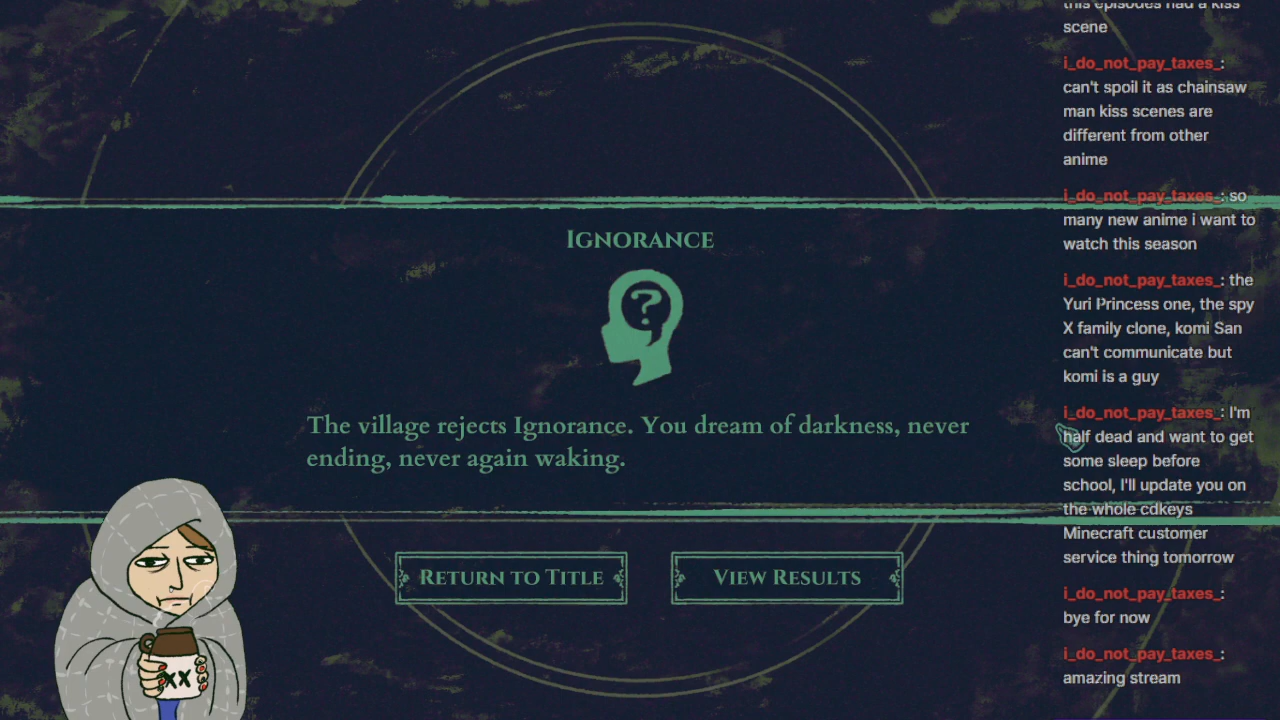 this episodes had a kiss
scene
i_do_not_pay_taxes_:
can't spoil it as chainsaw
man kiss scenes are
different from other
anime
i_do_not_pay_taxes_: so
many new anime i want to
watch this season
i_do_not_pay_taxes_: the
Yuri Princess one, the spy
X family clone, komi San
can't communicate but
komi is a guy
i_do_not_pay_taxes_: I'm
half dead and want to get
some sleep before
school, I'll update you on
the whole cdkeys
Minecraft customer
service thing tomorrow
i_do_not_pay_taxes_:
bye for now
i_do_not_pay_taxes_:
amazing stream
Ignorance
?
The village rejects Ignorance. You dream of darkness, never
ending, never again waking.
Return to Title
View Results
XX